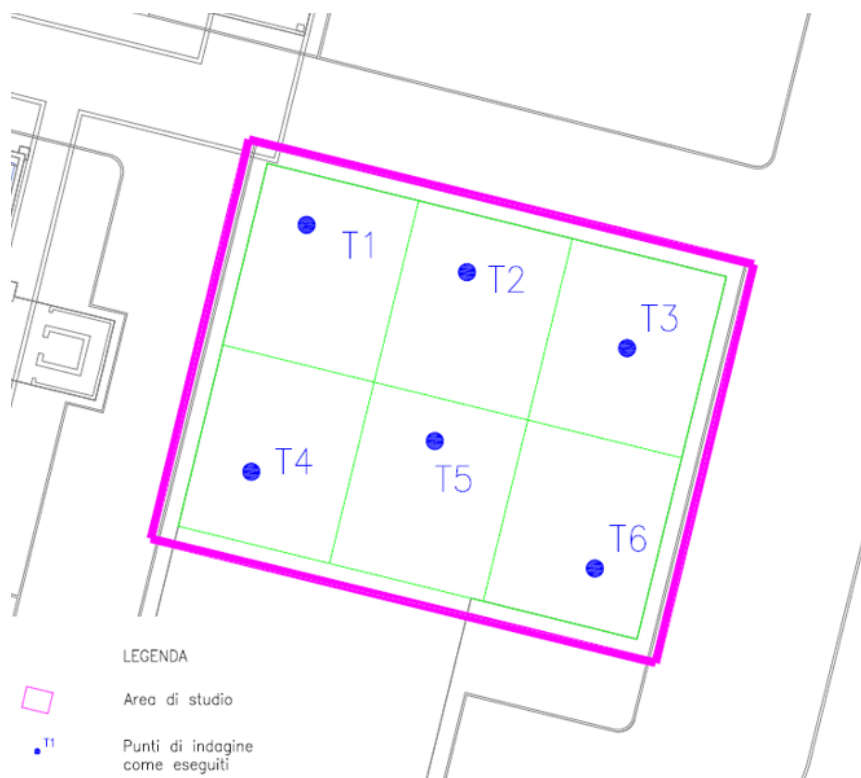 T1
T2
T3
T4
T5
T6
LEGENDA
Area di studio
T1
Punti di indagine
come eseguiti